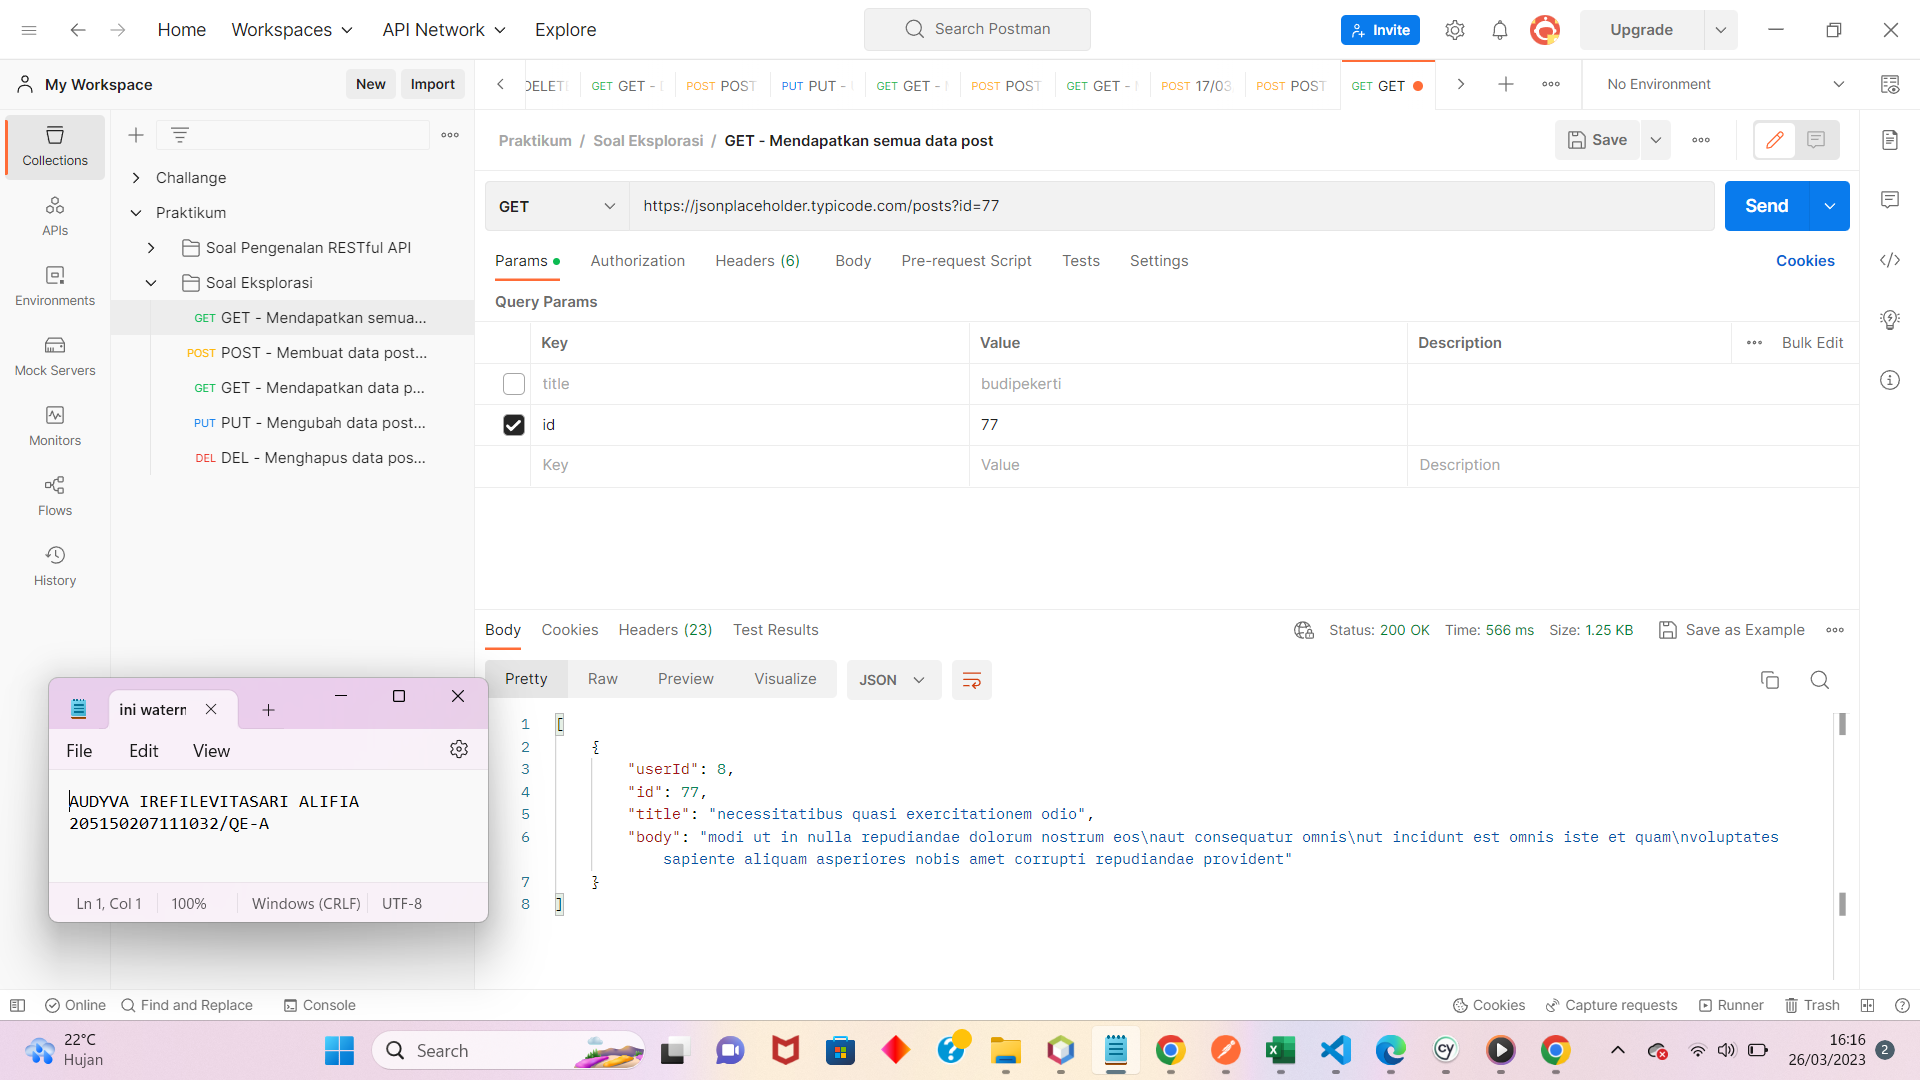 Home
Workspaces
API Network
Explore
Search Postman
Invite
Upgrade
My Workspace
New
Import
DELETE
GET GET -
POST POST
PUT PUT -
GET GET -
POST POST
GET GET -
POST 17/03
POST POST
GET GET
No Environment
Collections
APIs
Environments
Mock Servers
Monitors
Flows
History
Challange
Praktikum
Soal Pengenalan RESTful API
Soal Eksplorasi
GET GET - Mendapatkan semua...
POST POST - Membuat data post...
GET GET - Mendapatkan data p...
PUT PUT - Mengubah data post...
DEL DEL - Menghapus data pos...
Praktikum / Soal Eksplorasi / GET - Mendapatkan semua data post
Save
GET
https://jsonplaceholder.typicode.com/posts?id=77
Send
Params
Authorization
Headers (6)
Body
Pre-request Script
Tests
Settings
Cookies
Query Params
Key Value Description Bulk Edit
title budipekerti
id 77
Key Value Description
Body
Cookies
Headers (23)
Test Results
Status: 200 OK
Time: 566 ms
Size: 1.25 KB
Save as Example
Pretty
Raw
Preview
Visualize
JSON
1 [
2 {
3 "userId": 8,
4 "id": 77,
5 "title": "necessitatibus quasi exercitationem odio",
6 "body": "modi ut in nulla repudiandae dolorum nostrum eos\naut consequatur omnis\nut incidunt est omnis iste et quam\nvoluptates
sapiente aliquam asperiores nobis amet corrupti repudiandae provident"
7 }
8 ]
ini waterm
File
Edit
View
AUDYVA IREFILEVITASARI ALIFIA
205150207111032/QE-A
Ln 1, Col 1
100%
Windows (CRLF)
UTF-8
Online
Find and Replace
Console
Cookies
Capture requests
Runner
Trash
22°C
Hujan
Search
CY
16:16
26/03/2023
2